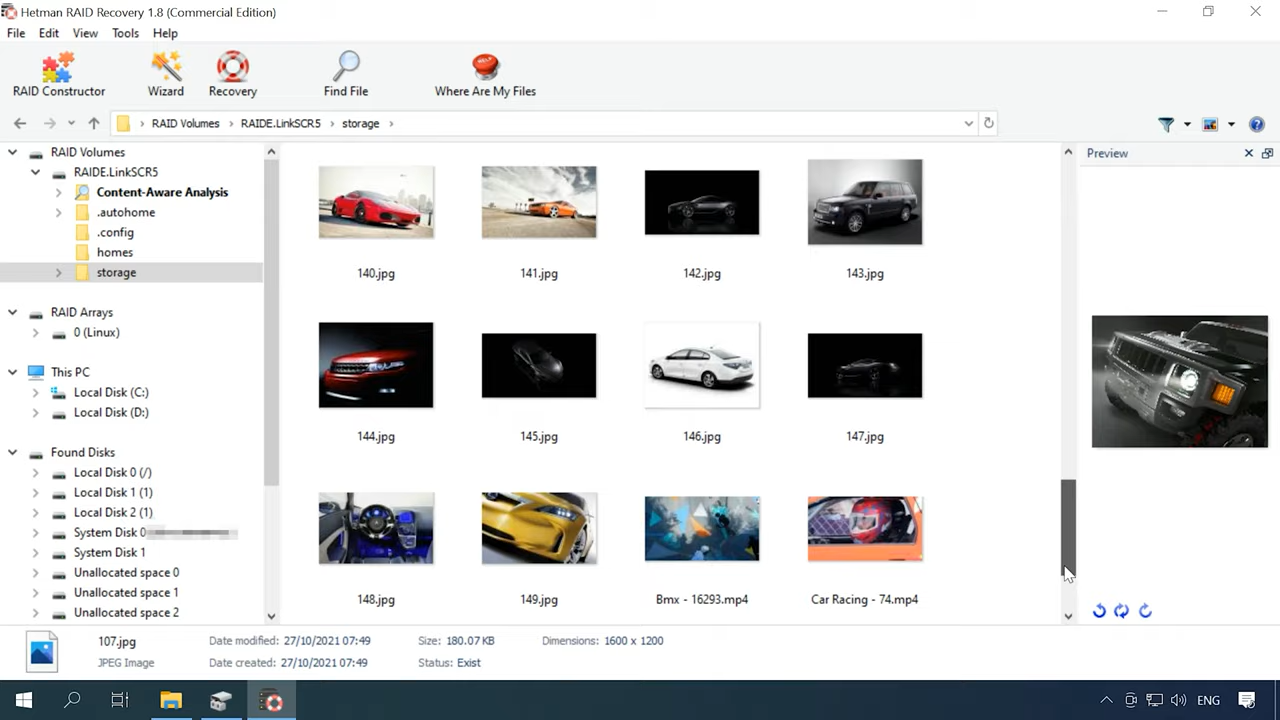 Hetman RAID Recovery 1.8 (Commercial Edition)
File Edit View Tools Help
RAID Constructor Wizard Recovery Find File Where Are My Files
RAID Volumes RAIDE.LinkSCR5 storage
RAID Volumes
RAIDE.LinkSCR5
Content-Aware Analysis
.autohome
.config
homes
storage
RAID Arrays
0 (Linux)
This PC
Local Disk (C:)
Local Disk (D:)
Found Disks
Local Disk 0 (/)
Local Disk 1 (1)
Local Disk 2 (1)
System Disk 0
System Disk 1
Unallocated space 0
Unallocated space 1
Unallocated space 2
140.jpg 141.jpg 142.jpg 143.jpg
144.jpg 145.jpg 146.jpg 147.jpg
148.jpg 149.jpg Bmx - 16293.mp4 Car Racing - 74.mp4
Preview
107.jpg Date modified: 27/10/2021 07:49 Size: 180.07 KB Dimensions: 1600 x 1200
JPEG Image Date created: 27/10/2021 07:49 Status: Exist
ENG